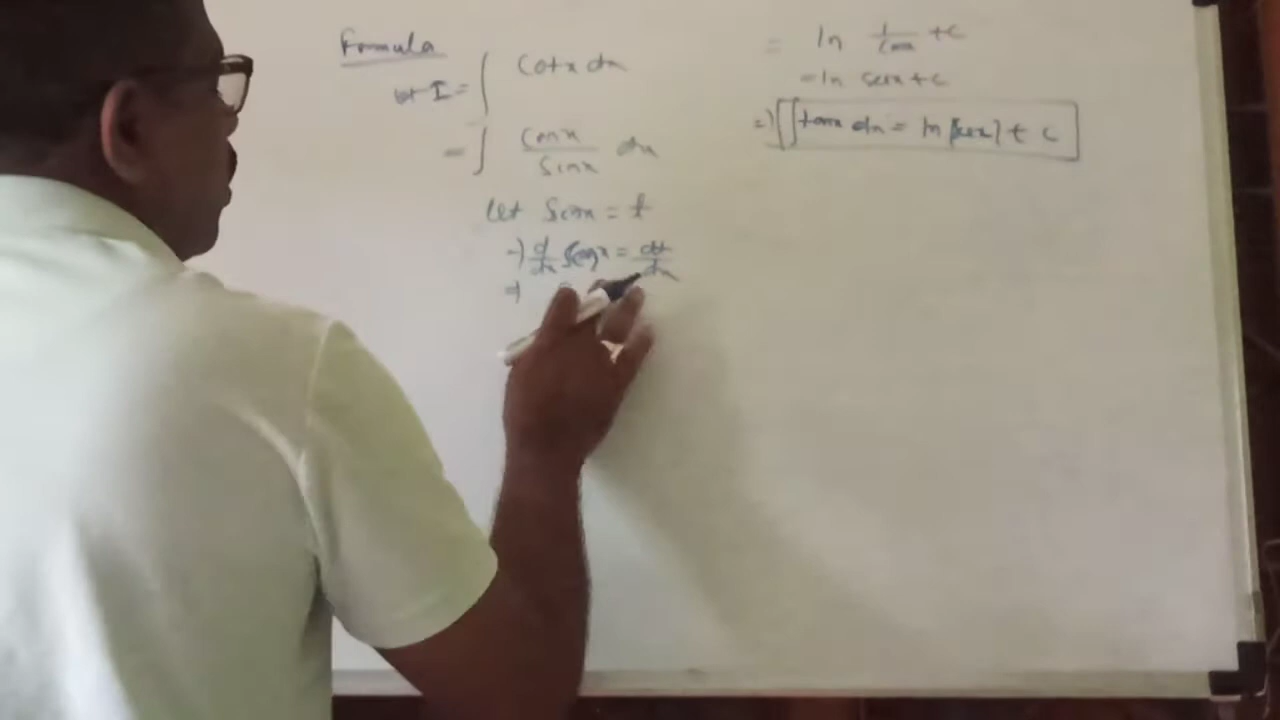 Formula
let I = ∫ cotx dx
= ∫ cosx / sinx dx
let sinx = t
⇒ d/dx sinx = dt/dx
⇒
= ln 1/cosx + c
= ln secx + c
⇒ ∫ tanx dx = ln |secx| + c